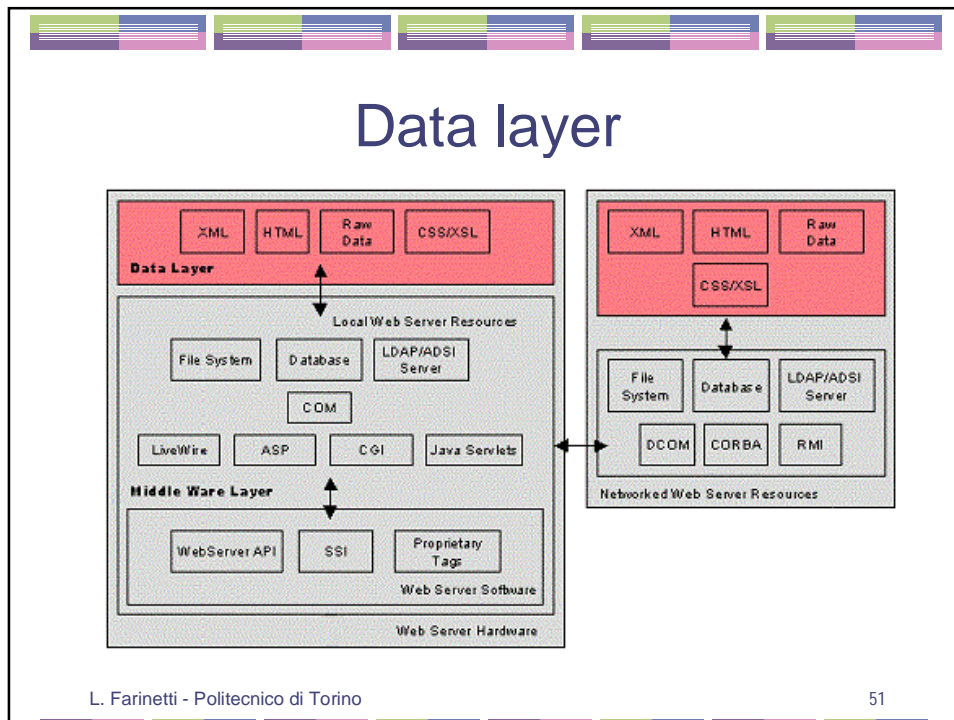 Data layer
XML HTML Raw Data CSS/XSL
Data Layer
Local Web Server Resources
File System Database LDAP/ADSI Server
COM
LiveWire ASP CGI Java Servlets
Middle Ware Layer
WebServer API SSI Proprietary Tags
Web Server Software
Web Server Hardware
XML HTML Raw Data
CSS/XSL
File System Database LDAP/ADSI Server
DCOM CORBA RMI
Networked Web Server Resources
L. Farinetti - Politecnico di Torino 51